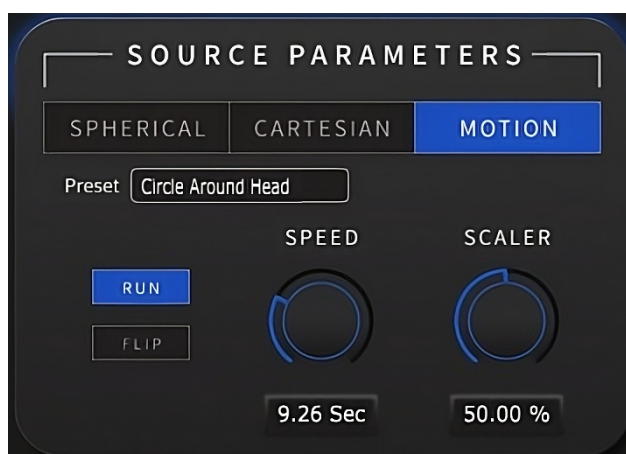 SOURCE PARAMETERS
SPHERICAL CARTESIAN MOTION
Preset Circle Around Head
SPEED SCALER
RUN
FLIP
9.26 Sec 50.00 %